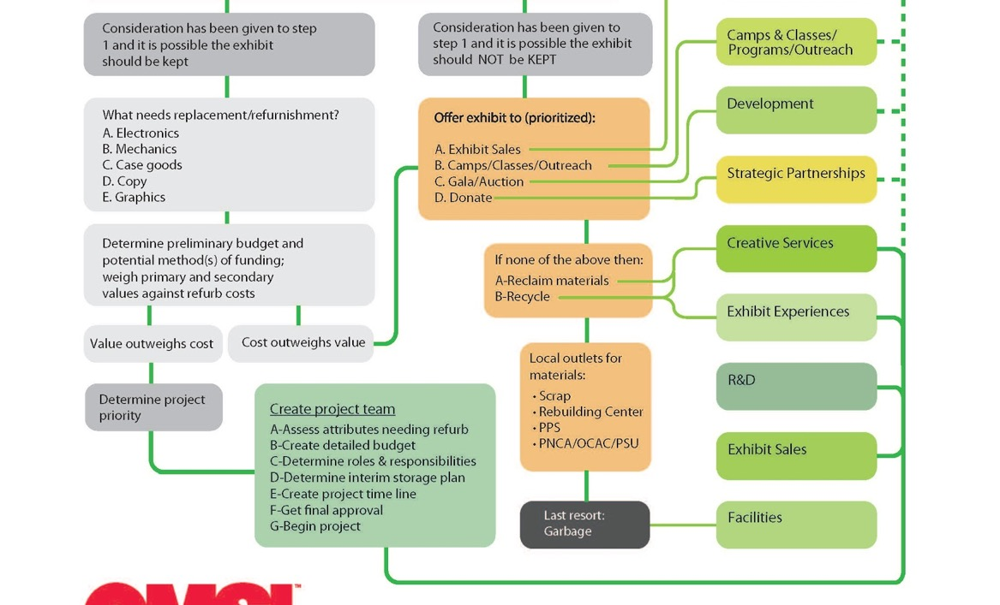 Consideration has been given to step
1 and it is possible the exhibit
should be kept
Consideration has been given to
step 1 and it is possible the exhibit
should NOT be KEPT
What needs replacement/refurnishment?
A. Electronics
B. Mechanics
C. Case goods
D. Copy
E. Graphics
Offer exhibit to (prioritized):
A. Exhibit Sales
B. Camps/Classes/Outreach
C. Gala/Auction
D. Donate
Determine preliminary budget and
potential method(s) of funding;
weigh primary and secondary
values against refurb costs
Value outweighs cost
Cost outweighs value
Determine project
priority
Create project team
A-Assess attributes needing refurb
B-Create detailed budget
C-Determine roles & responsibilities
D-Determine interim storage plan
E-Create project time line
F-Get final approval
G-Begin project
If none of the above then:
A-Reclaim materials
B-Recycle
Local outlets for
materials:
• Scrap
• Rebuilding Center
• PPS
• PNCA/OCAC/PSU
Last resort:
Garbage
Camps & Classes/
Programs/Outreach
Development
Strategic Partnerships
Creative Services
Exhibit Experiences
R&D
Exhibit Sales
Facilities
OMSI™